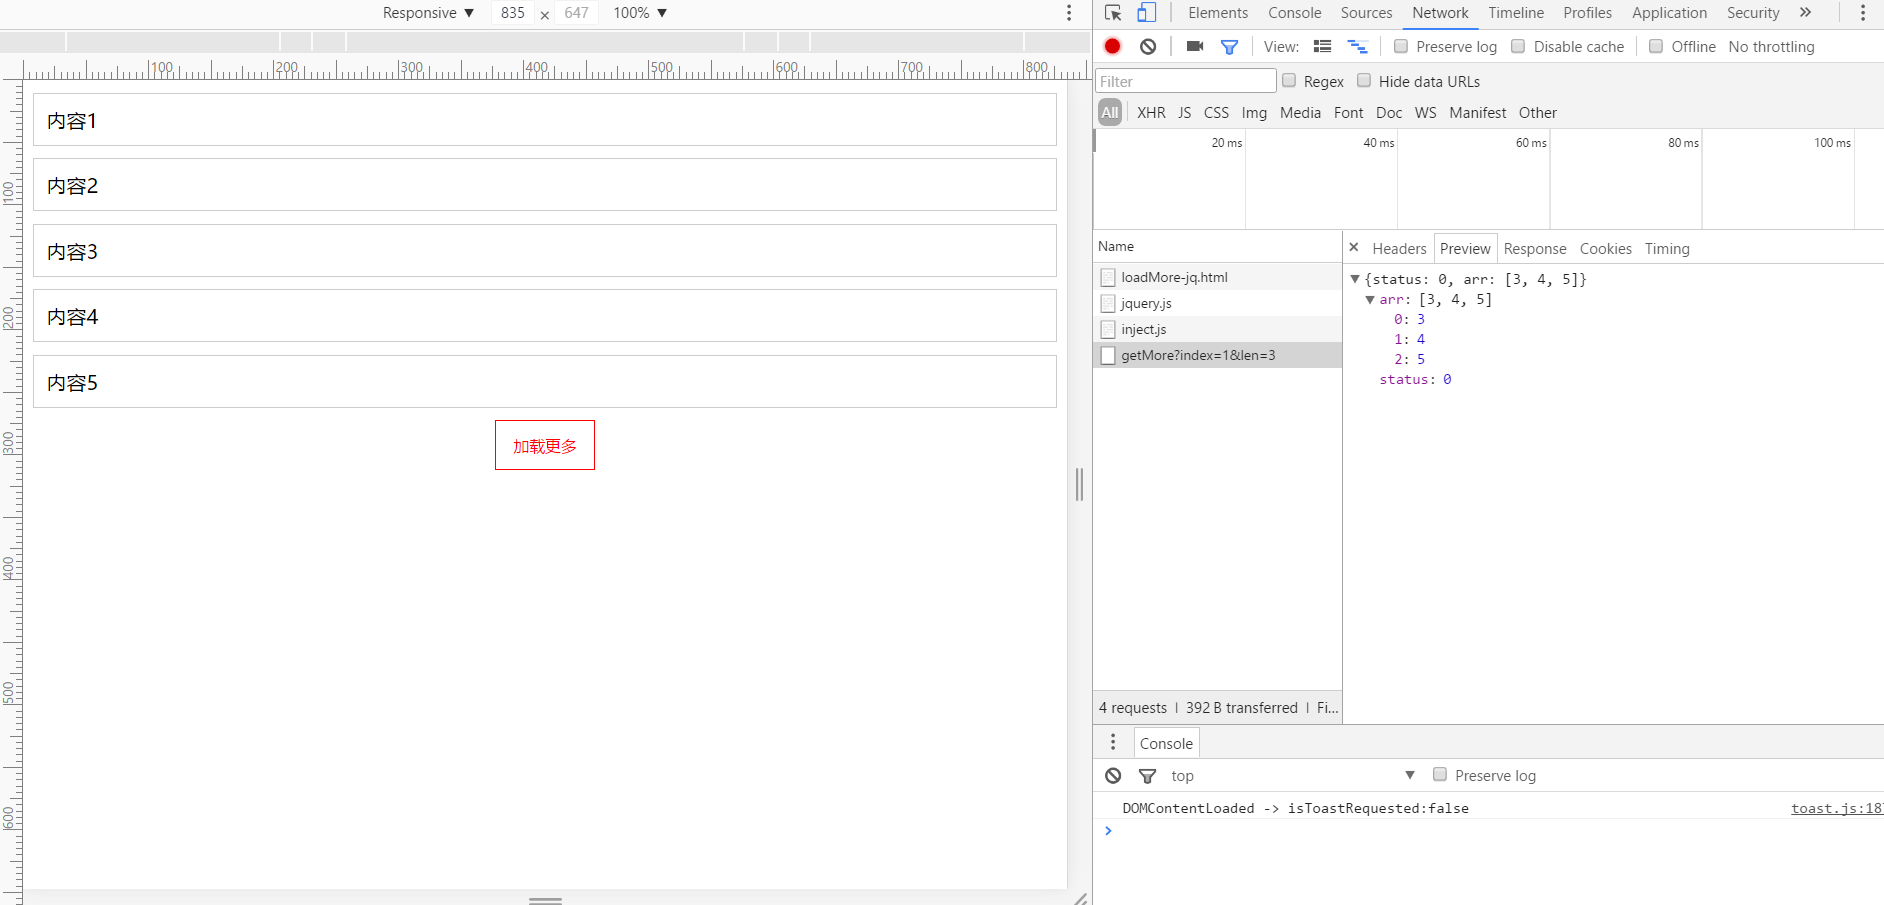 Responsive ▼ 835 × 647 100% ▼
100 200 300 400 500 600 700 800
100
200
300
400
500
600
内容1
内容2
内容3
内容4
内容5
加载更多
Elements Console Sources Network Timeline Profiles Application Security »
View: Preserve log Disable cache Offline No throttling
Filter Regex Hide data URLs
All XHR JS CSS Img Media Font Doc WS Manifest Other
20 ms 40 ms 60 ms 80 ms 100 ms
Name
loadMore-jq.html
jquery.js
inject.js
getMore?index=1&len=3
4 requests | 392 B transferred | Fi...
× Headers Preview Response Cookies Timing
▼{status: 0, arr: [3, 4, 5]}
▼arr: [3, 4, 5]
0: 3
1: 4
2: 5
status: 0
Console
top ▼ Preserve log
DOMContentLoaded -> isToastRequested:false toast.js:187
>